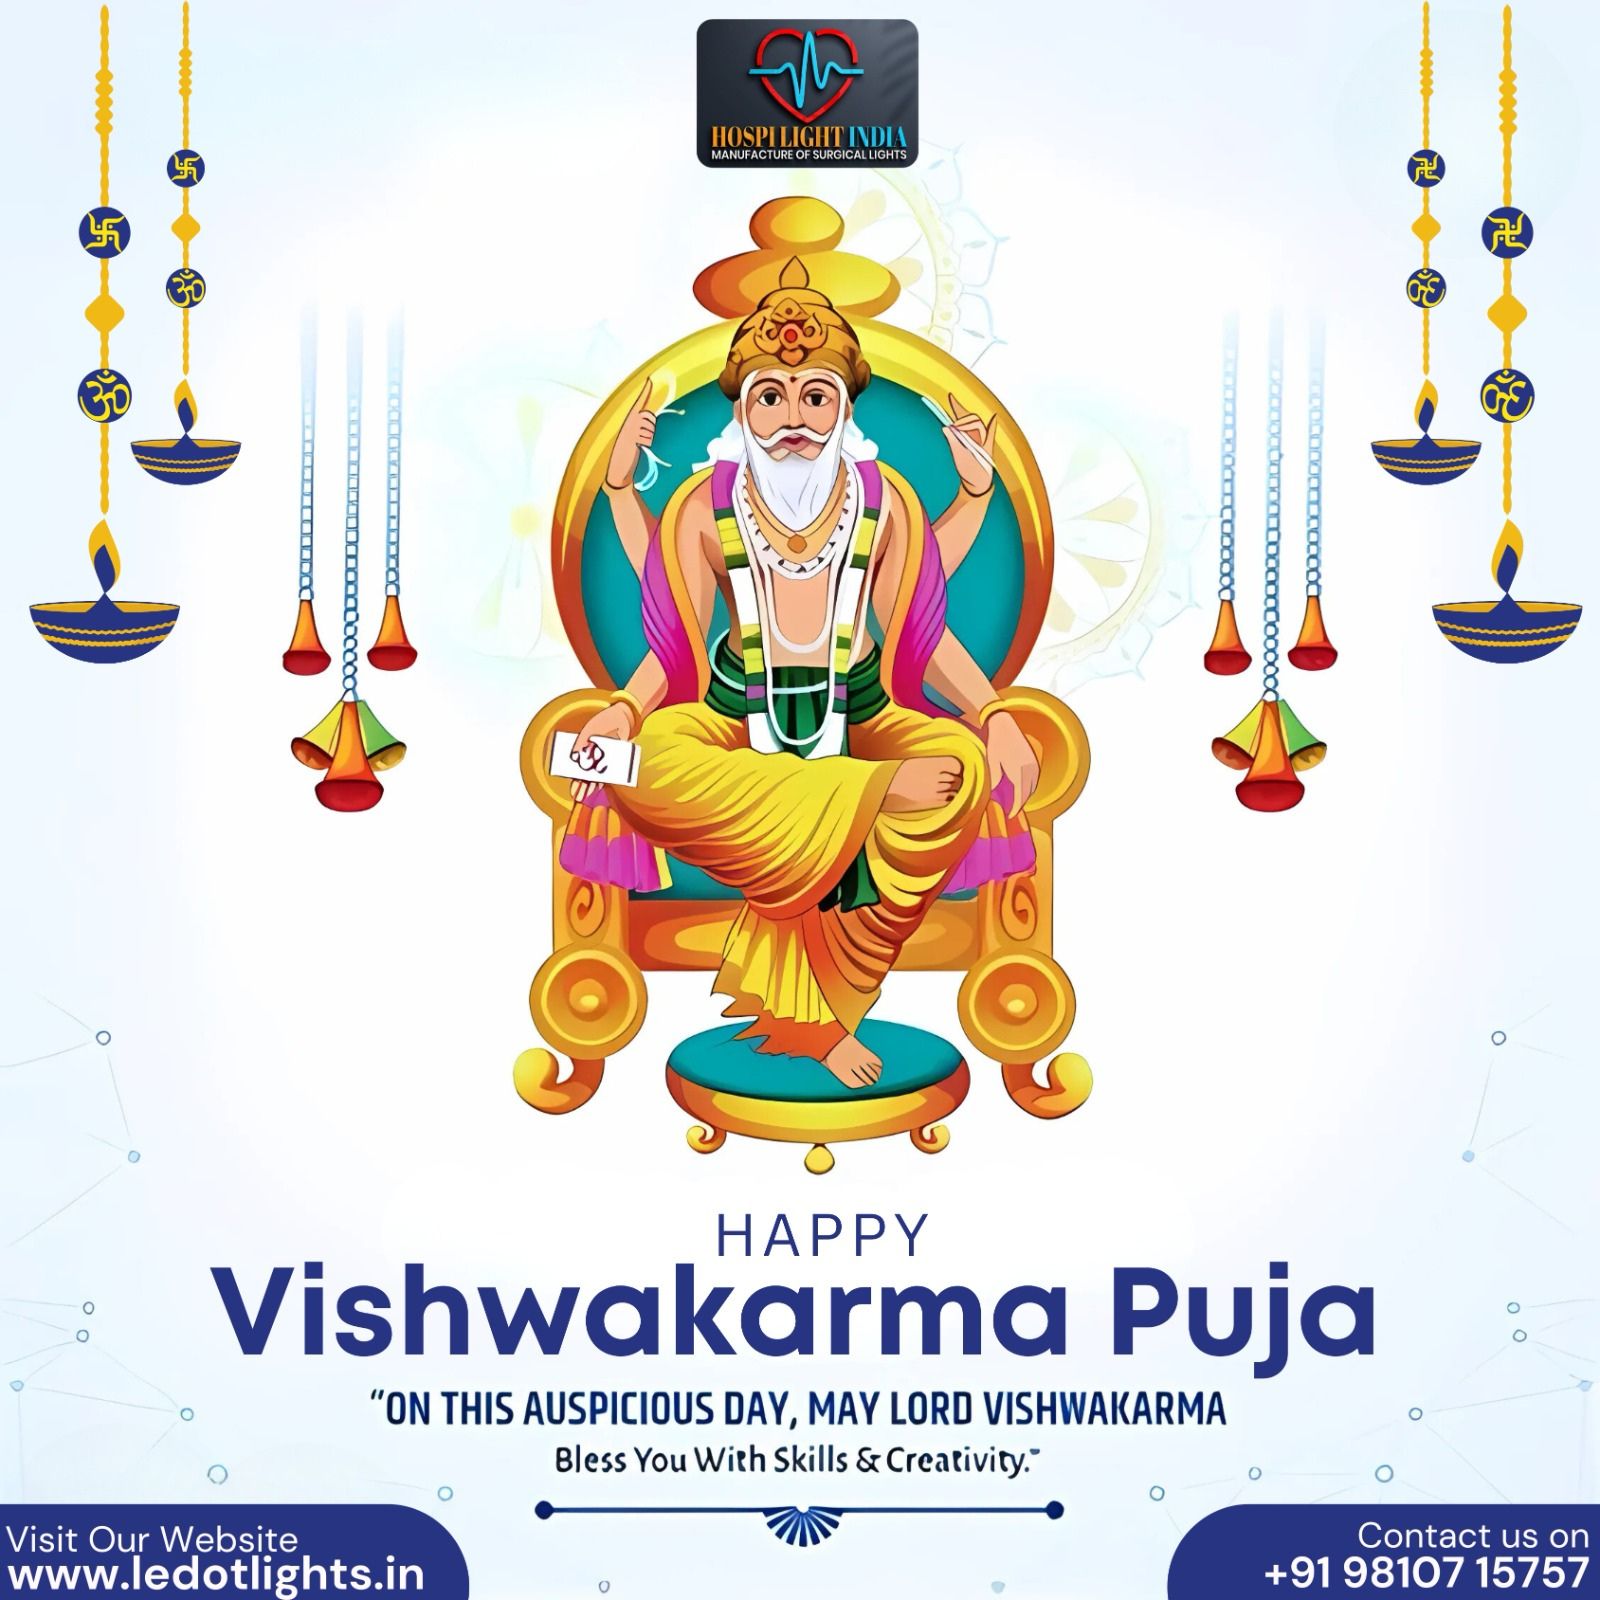 HOSPI LIGHT INDIA
MANUFACTURE OF SURGICAL LIGHTS
ॐ
HAPPY
Vishwakarma Puja
“ON THIS AUSPICIOUS DAY, MAY LORD VISHWAKARMA
Bless You With Skills & Creativity.”
Visit Our Website
www.ledotlights.in
Contact us on
+91 98107 15757